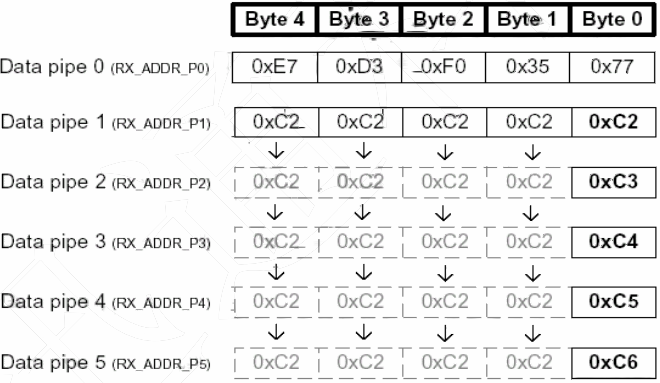 Byte 4 Byte 3 Byte 2 Byte 1 Byte 0
Data pipe 0 (RX_ADDR_P0) 0xE7 0xD3 0xF0 0x35 0x77
Data pipe 1 (RX_ADDR_P1) 0xC2 0xC2 0xC2 0xC2 0xC2
Data pipe 2 (RX_ADDR_P2) 0xC2 0xC2 0xC2 0xC2 0xC3
Data pipe 3 (RX_ADDR_P3) 0xC2 0xC2 0xC2 0xC2 0xC4
Data pipe 4 (RX_ADDR_P4) 0xC2 0xC2 0xC2 0xC2 0xC5
Data pipe 5 (RX_ADDR_P5) 0xC2 0xC2 0xC2 0xC2 0xC6